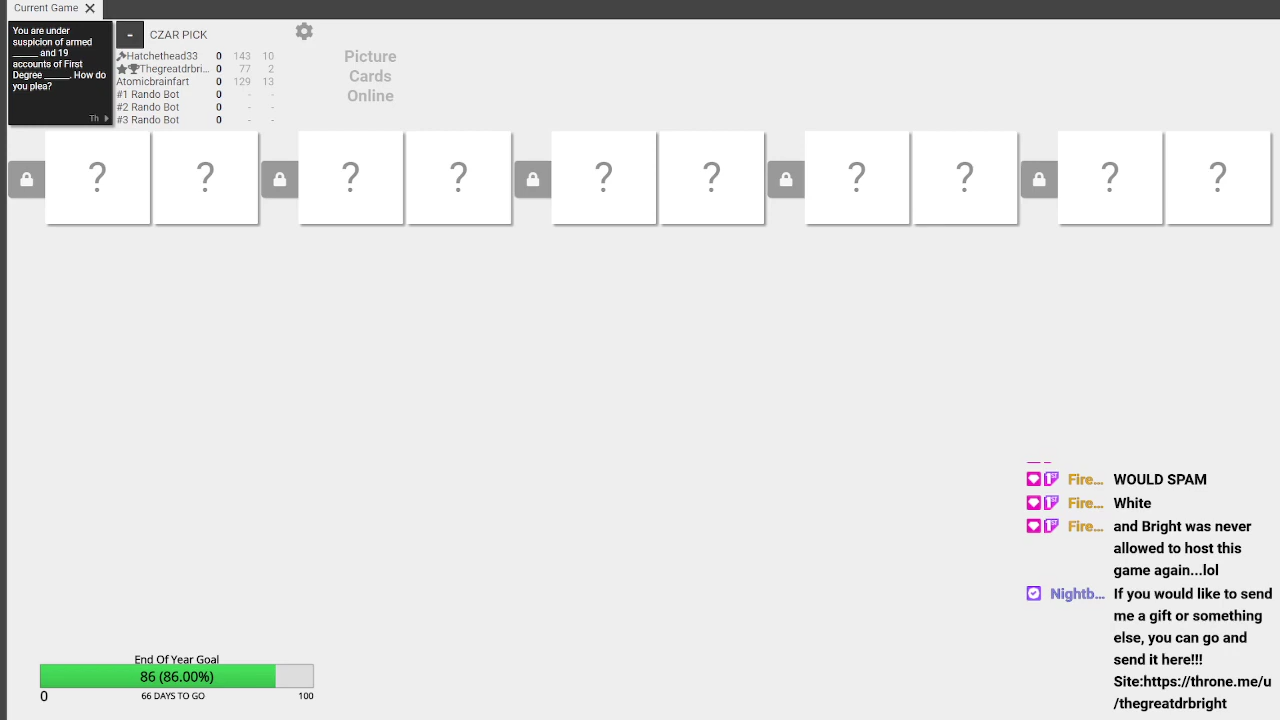 Current Game
You are under
suspicion of armed
_____ and 19
accounts of First
Degree _____. How do
you plea?
Th
-
CZAR PICK
Hatchethead33 0 143 10
Thegreatdrbri... 0 77 2
Atomicbrainfart 0 129 13
#1 Rando Bot 0 - -
#2 Rando Bot 0 - -
#3 Rando Bot 0 - -
Picture
Cards
Online
? ? ? ? ? ? ? ? ? ?
Fire... WOULD SPAM
Fire... White
Fire... and Bright was never
allowed to host this
game again...lol
Nightb... If you would like to send
me a gift or something
else, you can go and
send it here!!!
Site:https://throne.me/u
/thegreatdrbright
End Of Year Goal
86 (86.00%)
0 66 DAYS TO GO 100